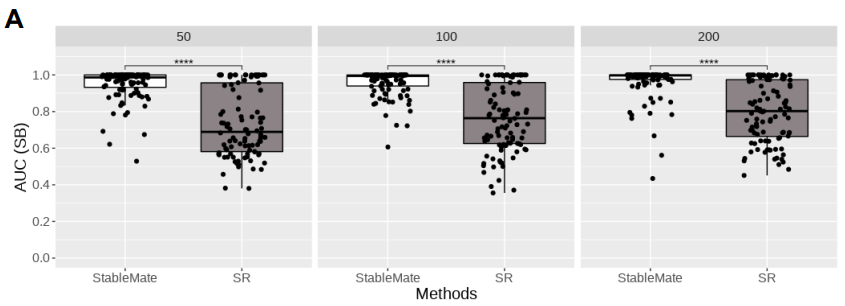 A
50 100 200
**** **** ****
AUC (SB)
1.0
0.8
0.6
0.4
0.2
0.0
StableMate SR StableMate SR StableMate SR
Methods